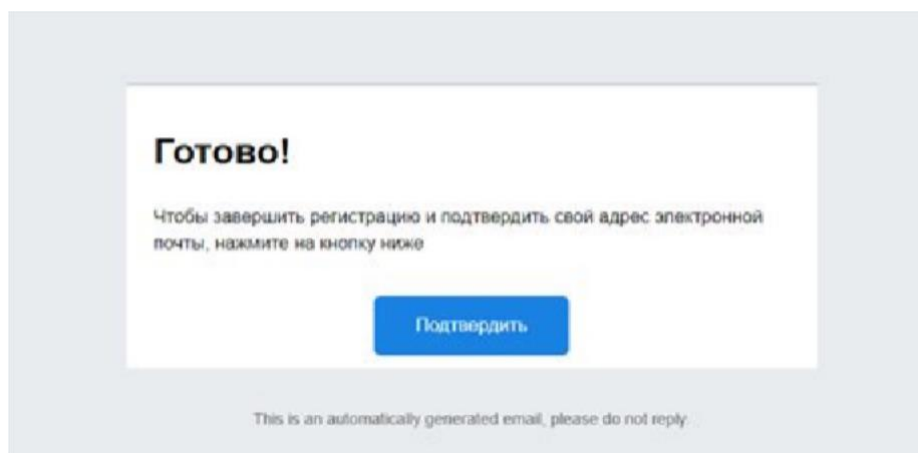 Готово!
Чтобы завершить регистрацию и подтвердить свой адрес электронной
почты, нажмите на кнопку ниже
Подтвердить
This is an automatically generated email, please do not reply.